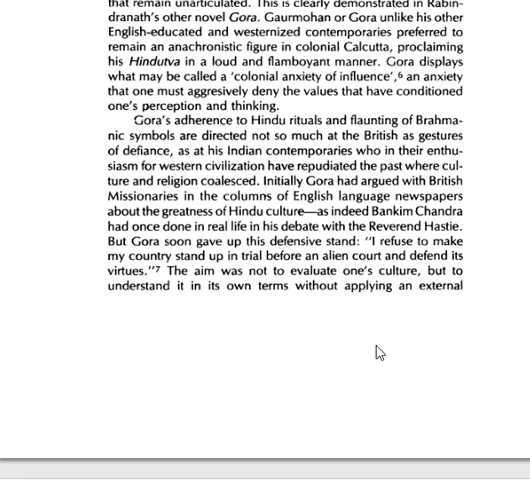 that remain unarticulated. This is clearly demonstrated in Rabin-
dranath's other novel Gora. Gaurmohan or Gora unlike his other
English-educated and westernized contemporaries preferred to
remain an anachronistic figure in colonial Calcutta, proclaiming
his Hindutva in a loud and flamboyant manner. Gora displays
what may be called a 'colonial anxiety of influence',6 an anxiety
that one must aggresively deny the values that have conditioned
one's perception and thinking.
Gora's adherence to Hindu rituals and flaunting of Brahma-
nic symbols are directed not so much at the British as gestures
of defiance, as at his Indian contemporaries who in their enthu-
siasm for western civilization have repudiated the past where cul-
ture and religion coalesced. Initially Gora had argued with British
Missionaries in the columns of English language newspapers
about the greatness of Hindu culture—as indeed Bankim Chandra
had once done in real life in his debate with the Reverend Hastie.
But Gora soon gave up this defensive stand: "I refuse to make
my country stand up in trial before an alien court and defend its
virtues."7 The aim was not to evaluate one's culture, but to
understand it in its own terms without applying an external